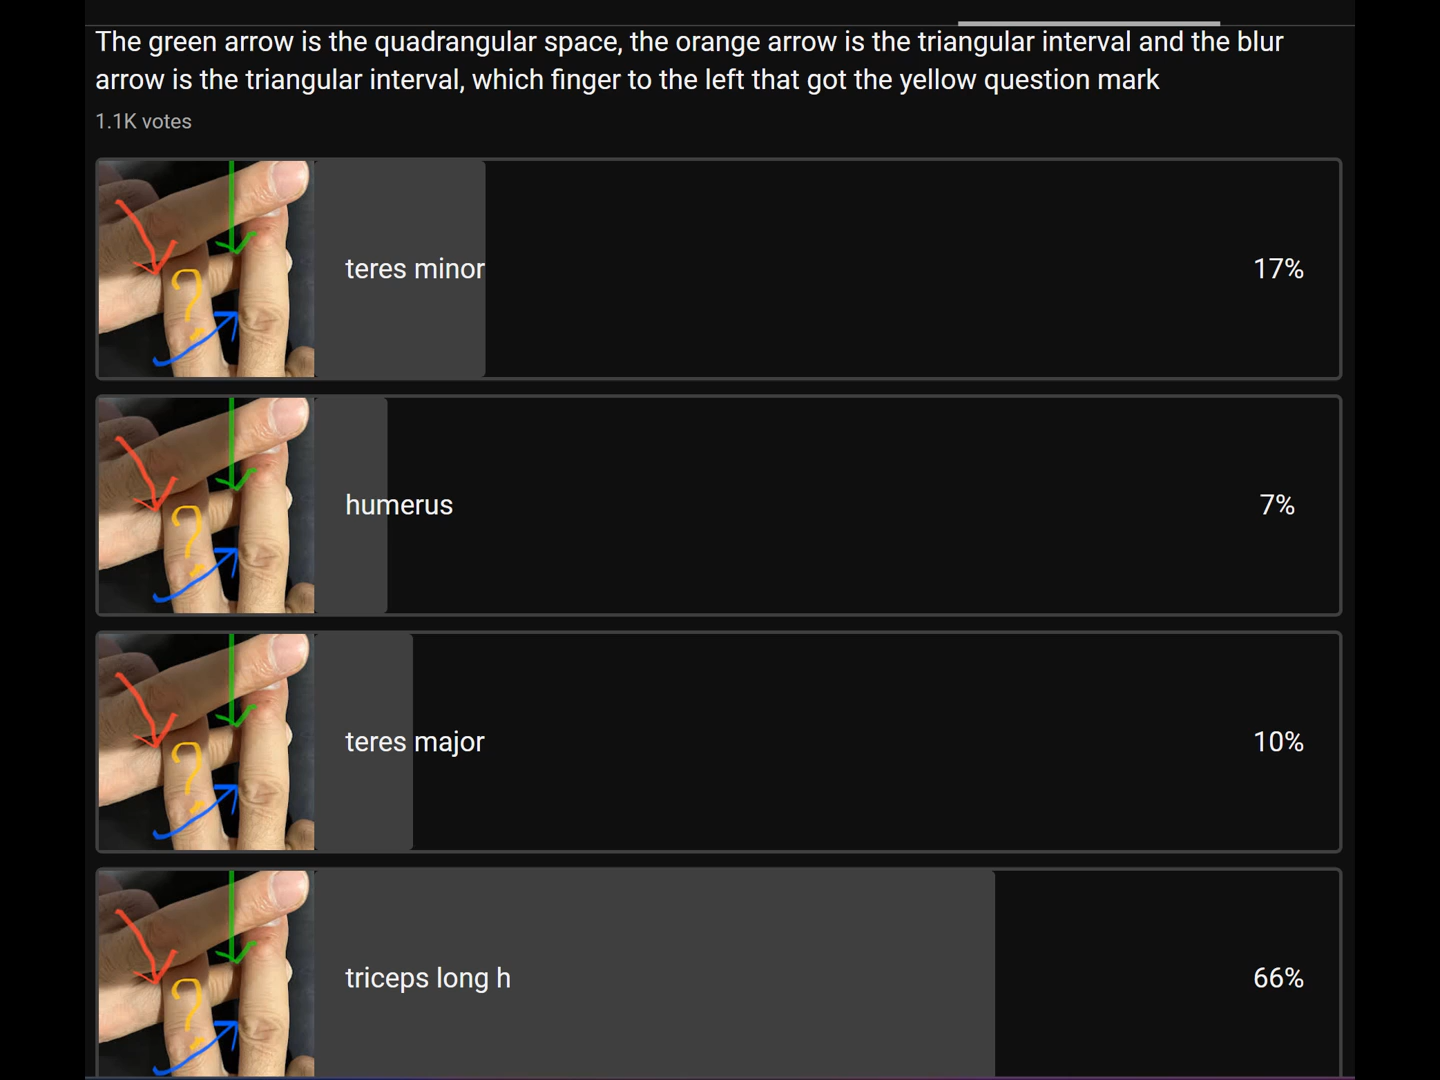 The green arrow is the quadrangular space, the orange arrow is the triangular interval and the blur
arrow is the triangular interval, which finger to the left that got the yellow question mark
1.1K votes
?
teres minor
17%
?
humerus
7%
?
teres major
10%
?
triceps long h
66%